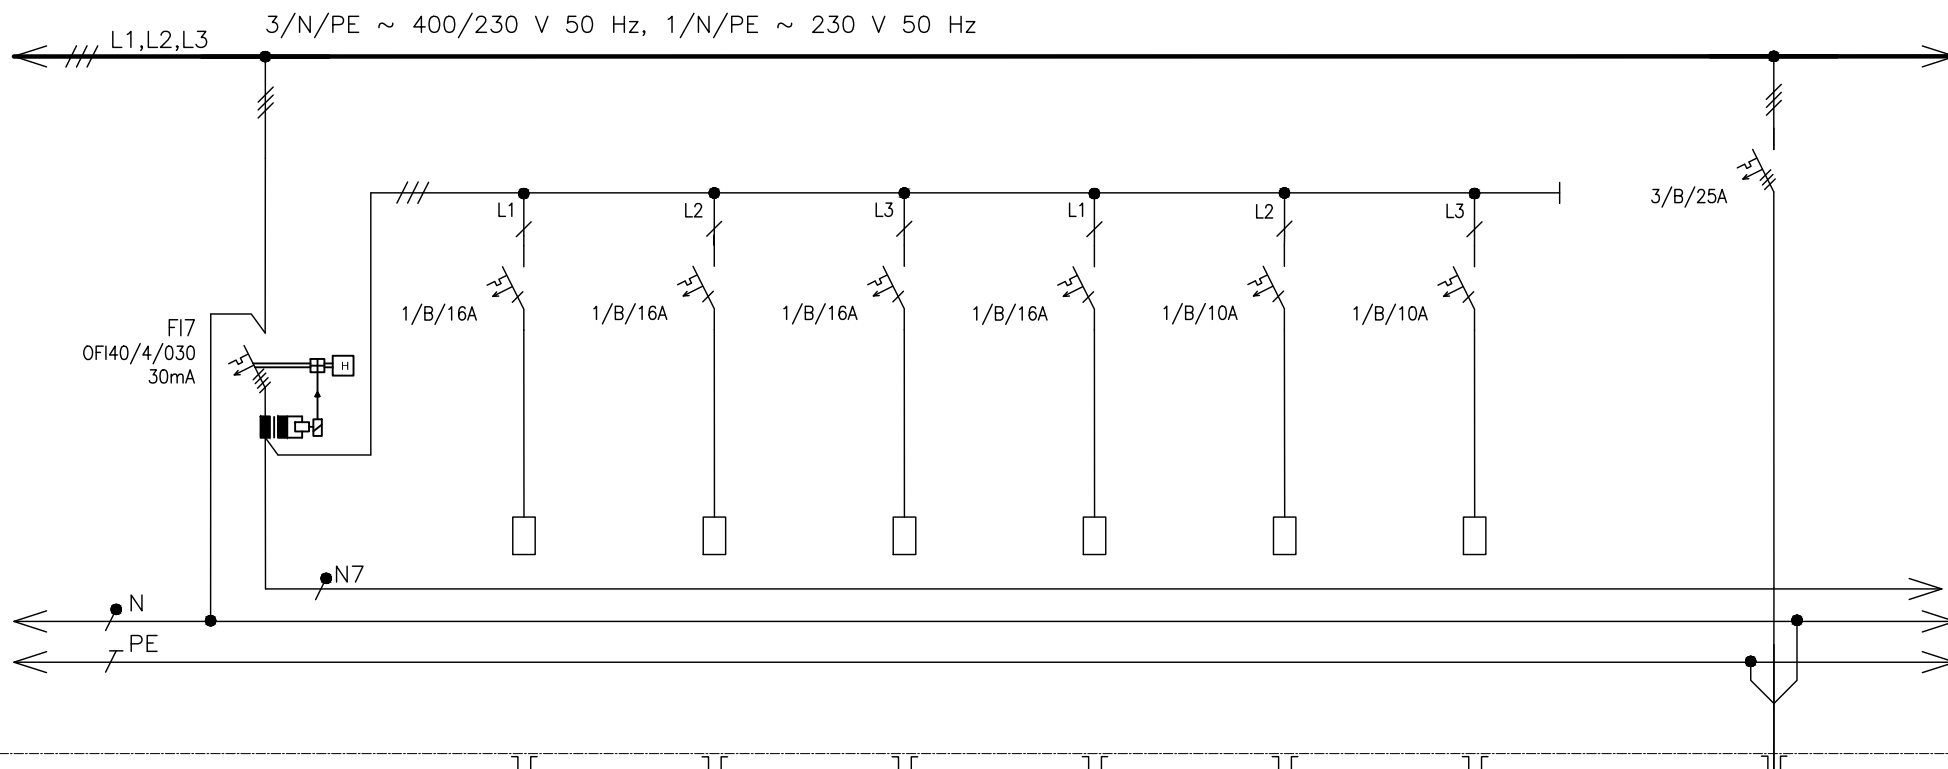 3/N/PE ~ 400/230 V 50 Hz, 1/N/PE ~ 230 V 50 Hz
L1,L2,L3
3/B/25A
L1 L2 L3 L1 L2 L3
1/B/16A 1/B/16A 1/B/16A 1/B/16A 1/B/10A 1/B/10A
FI7
OFI40/4/030
30mA
H
N7
N
PE